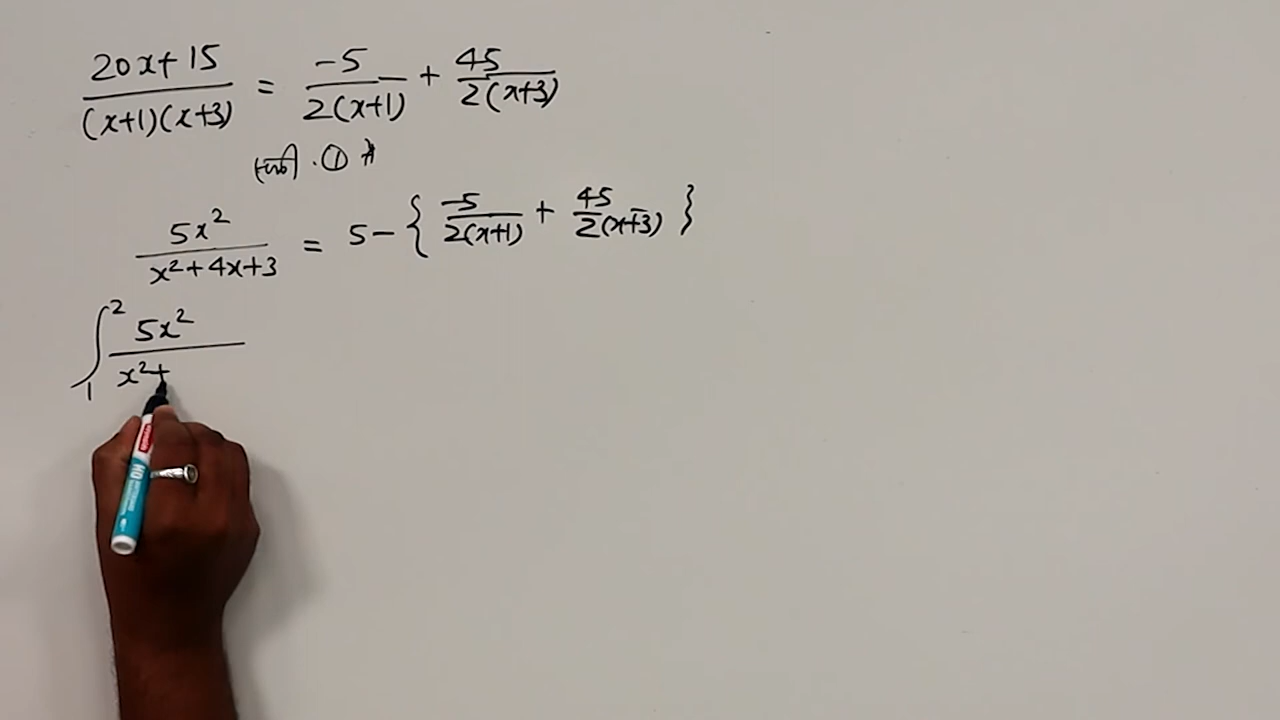 20x+15/(x+1)(x+3) = -5/2(x+1) + 45/2(x+3)
① से
5x²/x²+4x+3 = 5-{-5/2(x+1) + 45/2(x+3)}
∫₁² 5x²/x²+